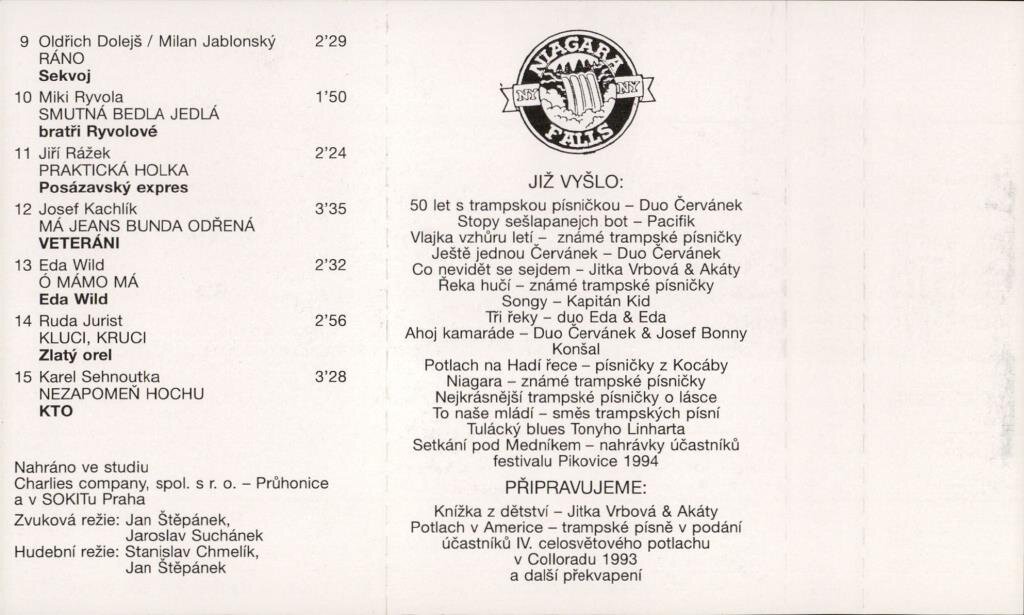 9 Oldřich Dolejš / Milan Jablonský 2'29
RÁNO
Sekvoj
10 Miki Ryvola 1'50
SMUTNÁ BEDLA JEDLÁ
bratři Ryvolové
11 Jiří Rážek 2'24
PRAKTICKÁ HOLKA
Posázavský expres
12 Josef Kachlík 3'35
MÁ JEANS BUNDA ODŘENÁ
VETERÁNI
13 Eda Wild 2'32
Ó MÁMO MÁ
Eda Wild
14 Ruda Jurist 2'56
KLUCI, KRUCI
Zlatý orel
15 Karel Sehnoutka 3'28
NEZAPOMEŇ HOCHU
KTO
Nahráno ve studiu
Charlies company, spol. s r. o. – Průhonice
a v SOKITu Praha
Zvuková režie: Jan Štěpánek,
Jaroslav Suchánek
Hudební režie: Stanislav Chmelík,
Jan Štěpánek
NIAGARA
NY NY
FALLS
JIŽ VYŠLO:
50 let s trampskou písničkou – Duo Červánek
Stopy sešlapanejch bot – Pacifik
Vlajka vzhůru letí – známé trampské písničky
Ještě jednou Červánek – Duo Červánek
Co nevidět se sejdem – Jitka Vrbová & Akáty
Řeka hučí – známé trampské písničky
Songy – Kapitán Kid
Tři řeky – duo Eda & Eda
Ahoj kamaráde – Duo Červánek & Josef Bonny
Konšal
Potlach na Hadí řece – písničky z Kocáby
Niagara – známé trampské písničky
Nejkrásnější trampské písničky o lásce
To naše mládí – směs trampských písní
Tulácký blues Tonyho Linharta
Setkání pod Medníkem – nahrávky účastníků
festivalu Pikovice 1994
PŘIPRAVUJEME:
Knížka z dětství – Jitka Vrbová & Akáty
Potlach v Americe – trampské písně v podání
účastníků IV. celosvětového potlachu
v Colloradu 1993
a další překvapení